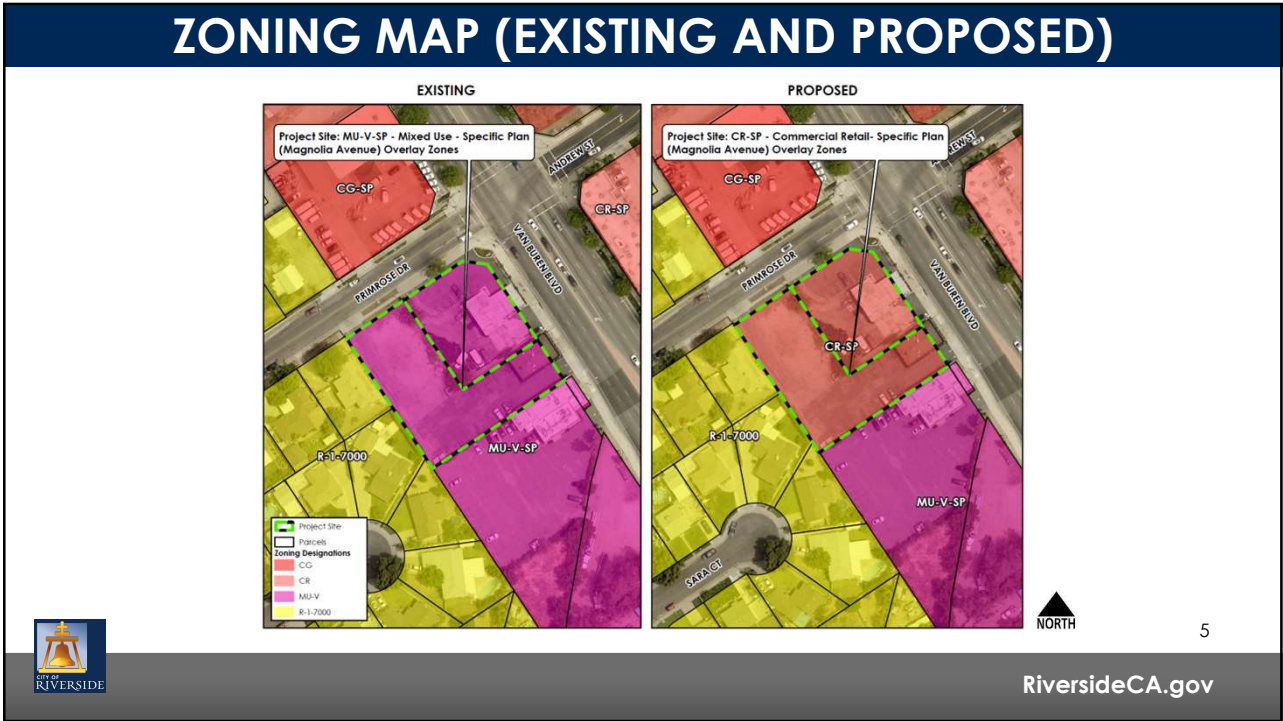 ZONING MAP (EXISTING AND PROPOSED)
EXISTING
Project Site: MU-V-SP - Mixed Use - Specific Plan
(Magnolia Avenue) Overlay Zones
CG-SP
ANDREW ST
CR-SP
VAN BUREN BLVD
PRIMROSE DR
MU-V-SP
R-1-7000
Project Site
Parcels
Zoning Designations
CG
CR
MU-V
R-1-7000
PROPOSED
Project Site: CR-SP - Commercial Retail- Specific Plan
(Magnolia Avenue) Overlay Zones
CG-SP
VAN BUREN BLVD
PRIMROSE DR
CR-SP
R-1-7000
MU-V-SP
SARA CT
NORTH
5
CITY OF
RIVERSIDE
RiversideCA.gov